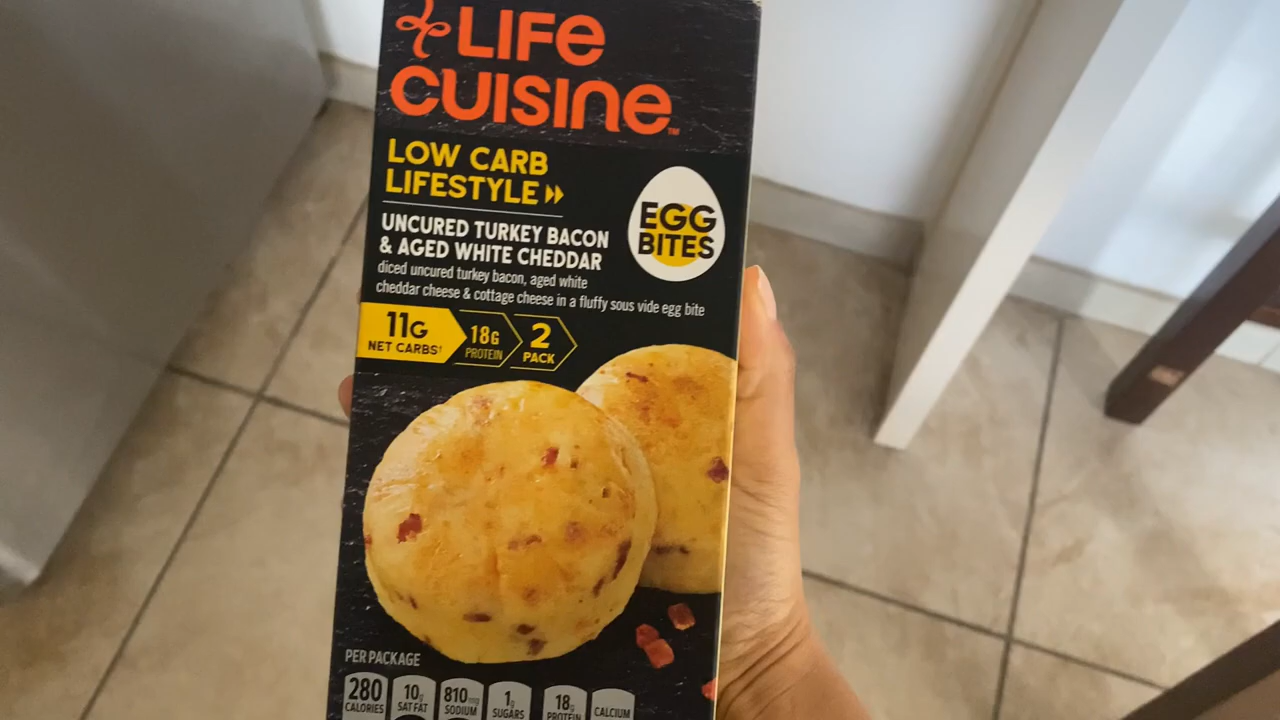 LIFE
CUISINE™
LOW CARB
LIFESTYLE
EGG
BITES
UNCURED TURKEY BACON
& AGED WHITE CHEDDAR
diced uncured turkey bacon, aged white
cheddar cheese & cottage cheese in a fluffy sous vide egg bite
11G
NET CARBS†
18G
PROTEIN
2
PACK
PER PACKAGE
280
CALORIES
10g
SAT FAT
810mg
SODIUM
1g
SUGARS
18g
PROTEIN
CALCIUM